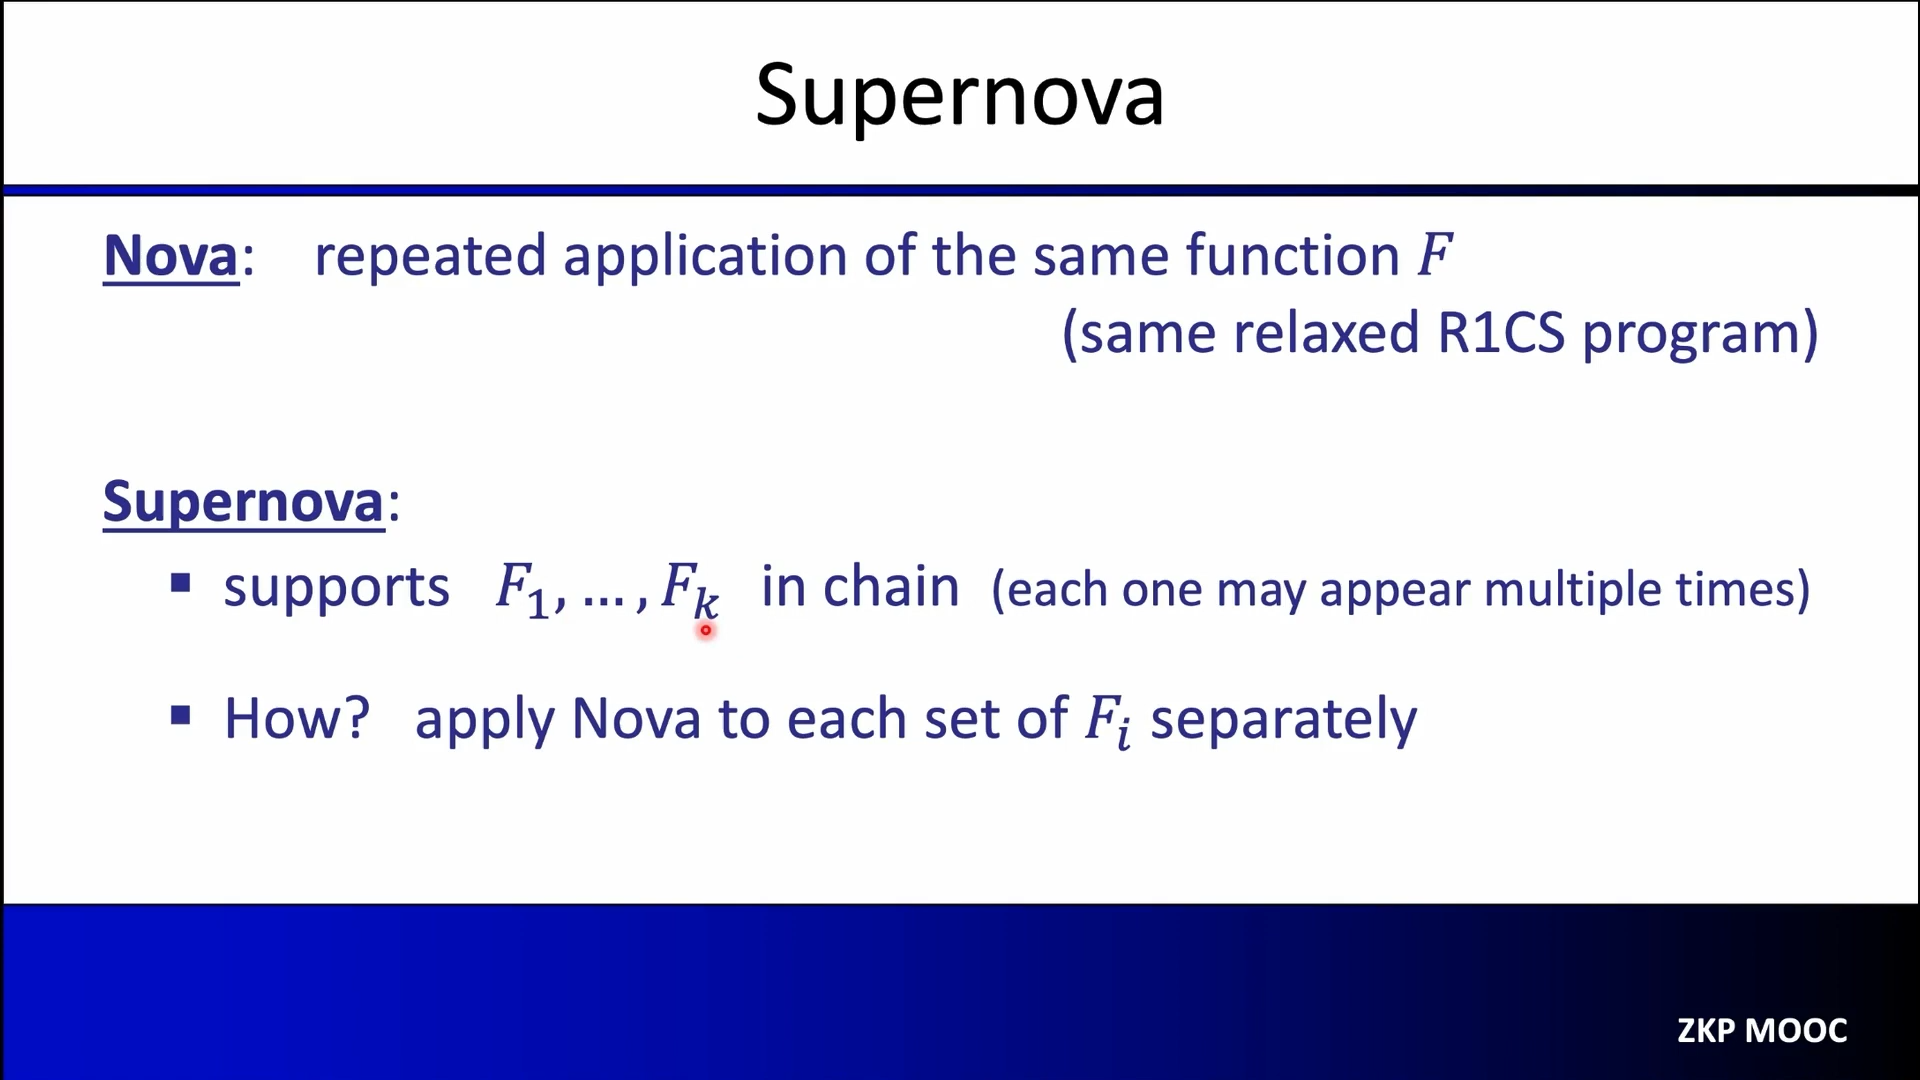 Supernova
Nova: repeated application of the same function F
(same relaxed R1CS program)
Supernova:
▪ supports F₁, … , Fₖ in chain (each one may appear multiple times)
▪ How? apply Nova to each set of Fᵢ separately
ZKP MOOC